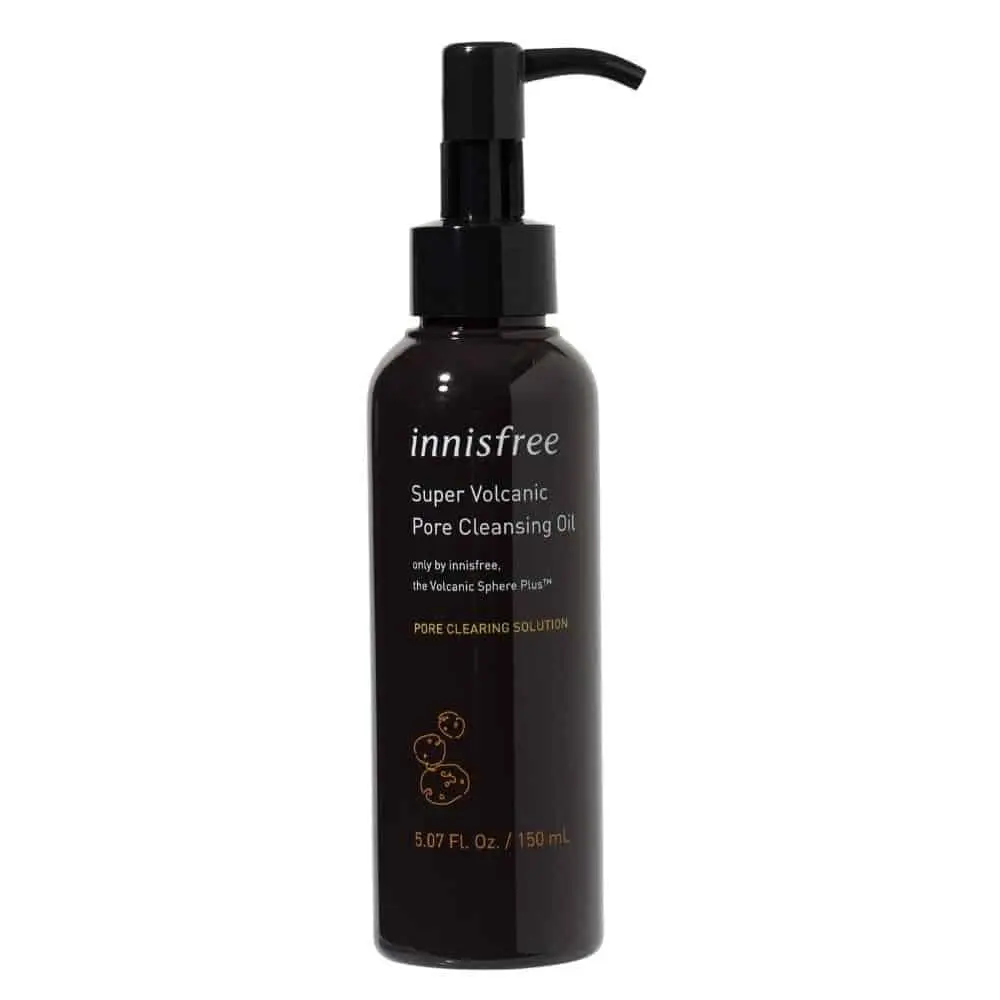 innisfree
Super Volcanic
Pore Cleansing Oil
only by innisfree,
the Volcanic Sphere Plus™
PORE CLEARING SOLUTION
5.07 Fl. Oz. / 150 mL